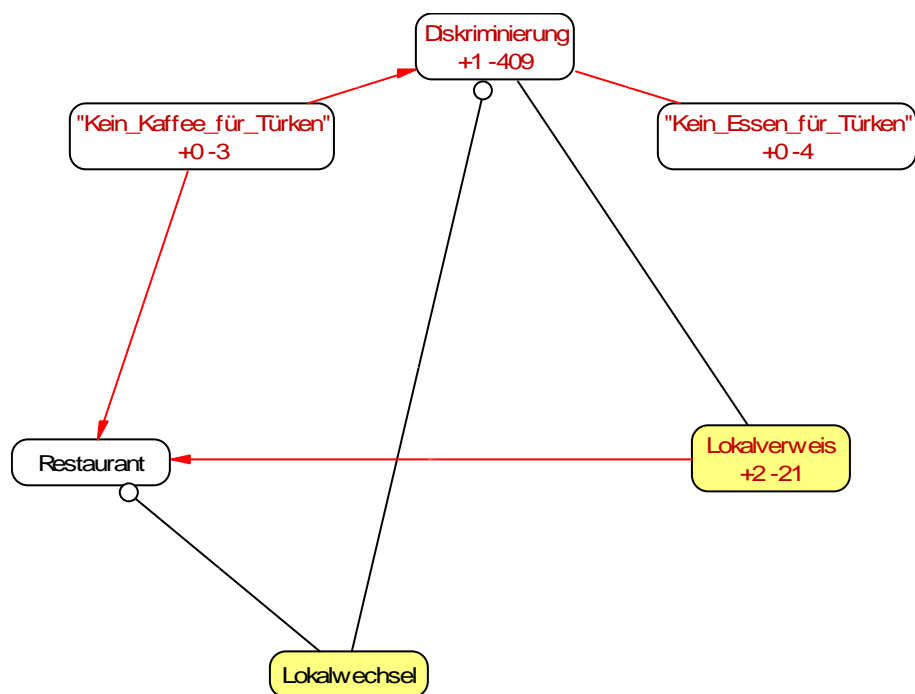 Diskriminierung
+1 -409
"Kein_Kaffee_für_Türken"
+0 -3
"Kein_Essen_für_Türken"
+0 -4
Restaurant
Lokalverweis
+2 -21
Lokalwechsel